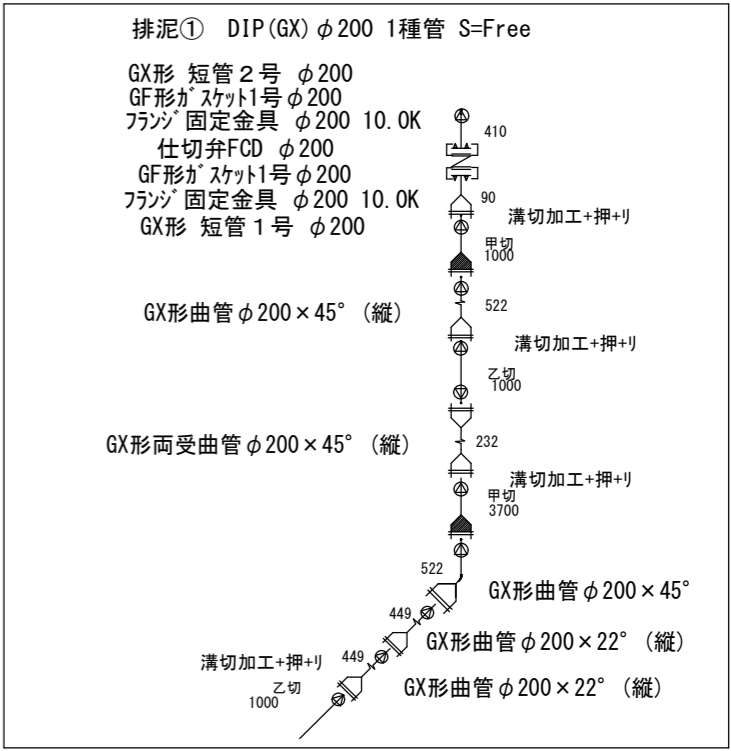 排泥① DIP(GX)φ200 1種管 S=Free
GX形 短管２号 φ200
GF形ガスケット1号φ200
フランジ固定金具 φ200 10.0K
410
仕切弁FCD φ200
GF形ガスケット1号φ200
フランジ固定金具 φ200 10.0K
90
GX形 短管１号 φ200
溝切加工+押+リ
甲切
1000
GX形曲管φ200×45°(縦)
522
溝切加工+押+リ
乙切
1000
GX形両受曲管φ200×45°(縦)
232
溝切加工+押+リ
甲切
3700
522
GX形曲管φ200×45°
449
GX形曲管φ200×22°(縦)
449
溝切加工+押+リ
GX形曲管φ200×22°(縦)
乙切
1000